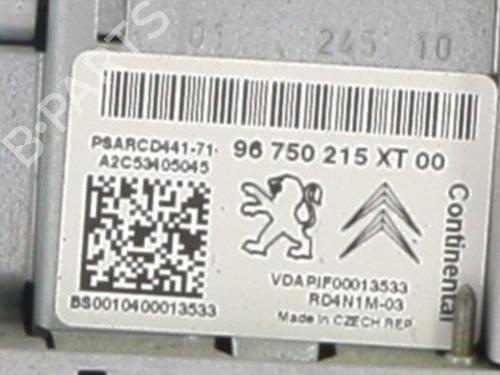 245 10
PSARCD441-71
A2C53405045
96 750 215 XT 00
Continental
VDAPIF00013533
RD4N1M-03
Made in CZECH REP
BS0010400013533
B-PARTS